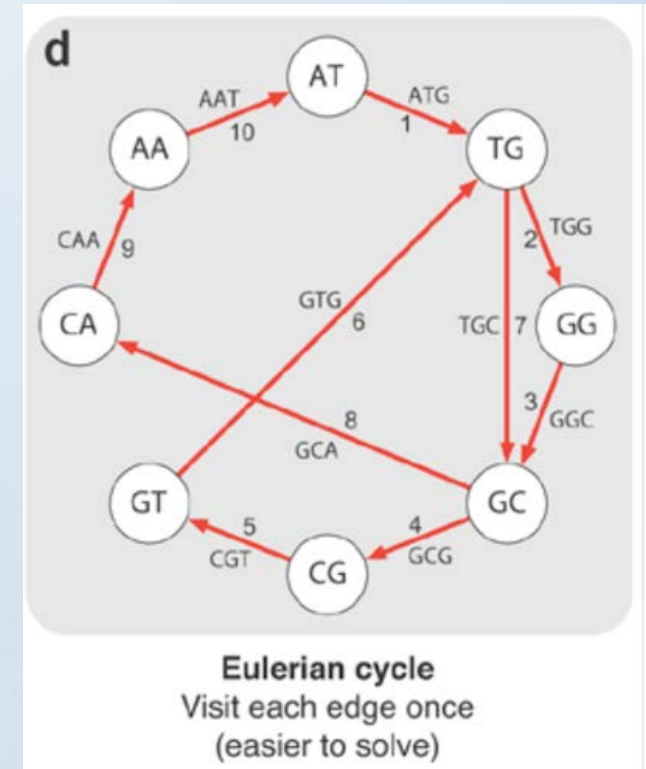 d
AT
AAT
10
ATG
1
AA
TG
CAA
9
2
TGG
GTG
6
CA
TGC
7
GG
3
GGC
8
GCA
GT
GC
5
CGT
4
GCG
CG
Eulerian cycle
Visit each edge once
(easier to solve)